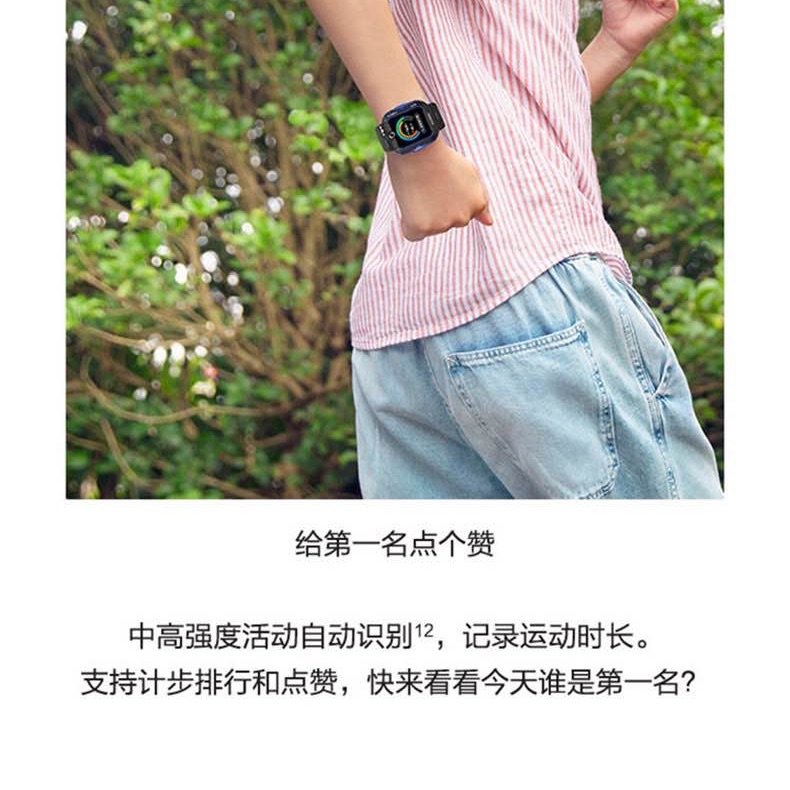 给第一名点个赞
中高强度活动自动识别12，记录运动时长。
支持计步排行和点赞，快来看看今天谁是第一名？